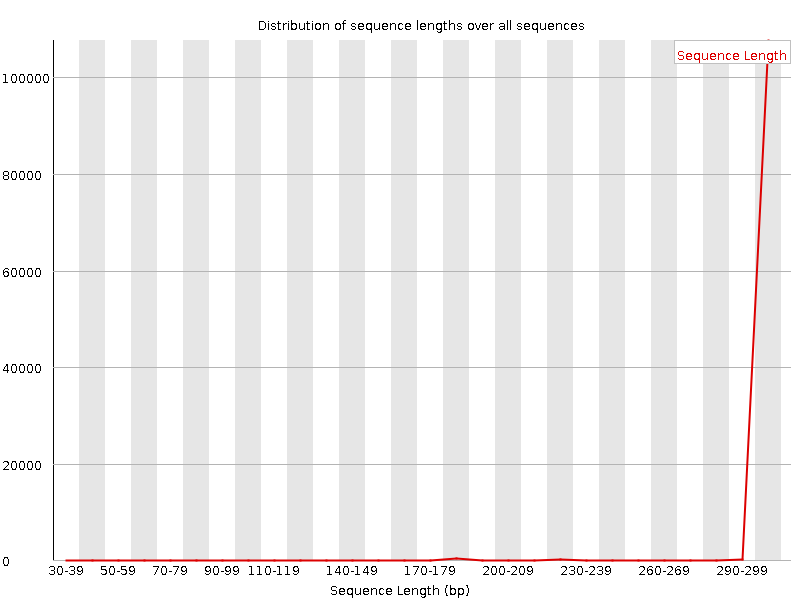 Distribution of sequence lengths over all sequences
Sequence Length
100000
80000
60000
40000
20000
0
30-39 50-59 70-79 90-99 110-119 140-149 170-179 200-209 230-239 260-269 290-299
Sequence Length (bp)